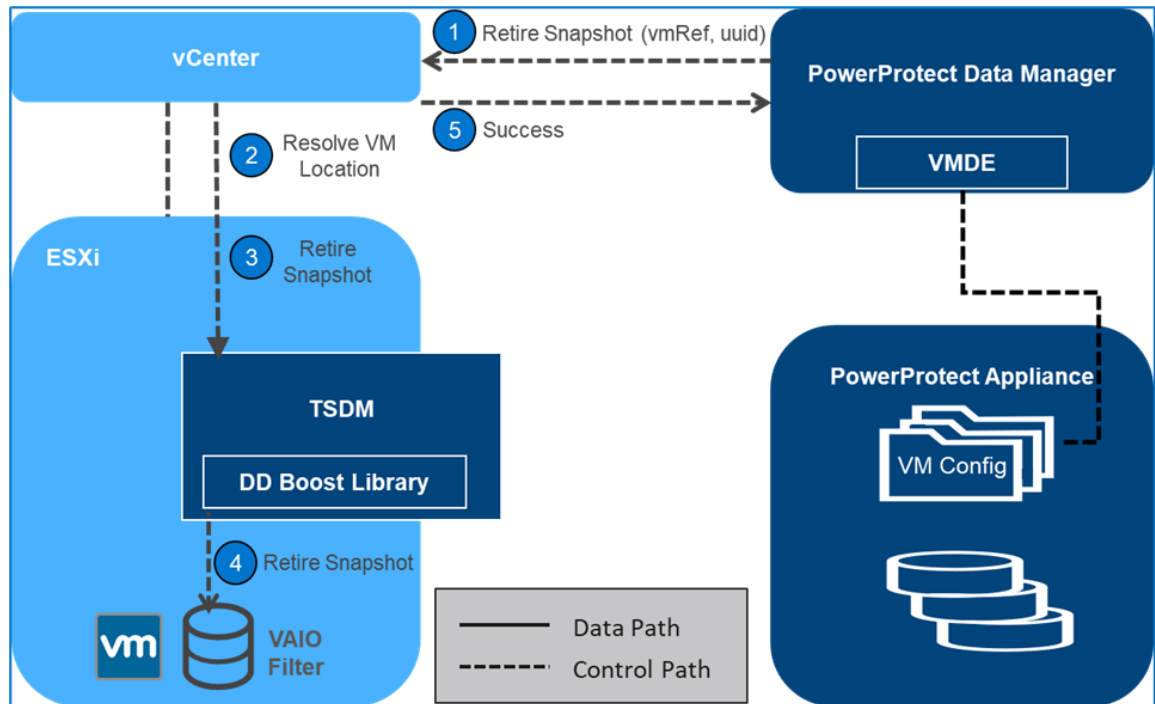 vCenter
1
Retire Snapshot (vmRef, uuid)
PowerProtect Data Manager
5
Success
VMDE
2
Resolve VM
Location
ESXi
3
Retire
Snapshot
TSDM
DD Boost Library
PowerProtect Appliance
VM Config
4
Retire Snapshot
vm
VAIO
Filter
Data Path
Control Path